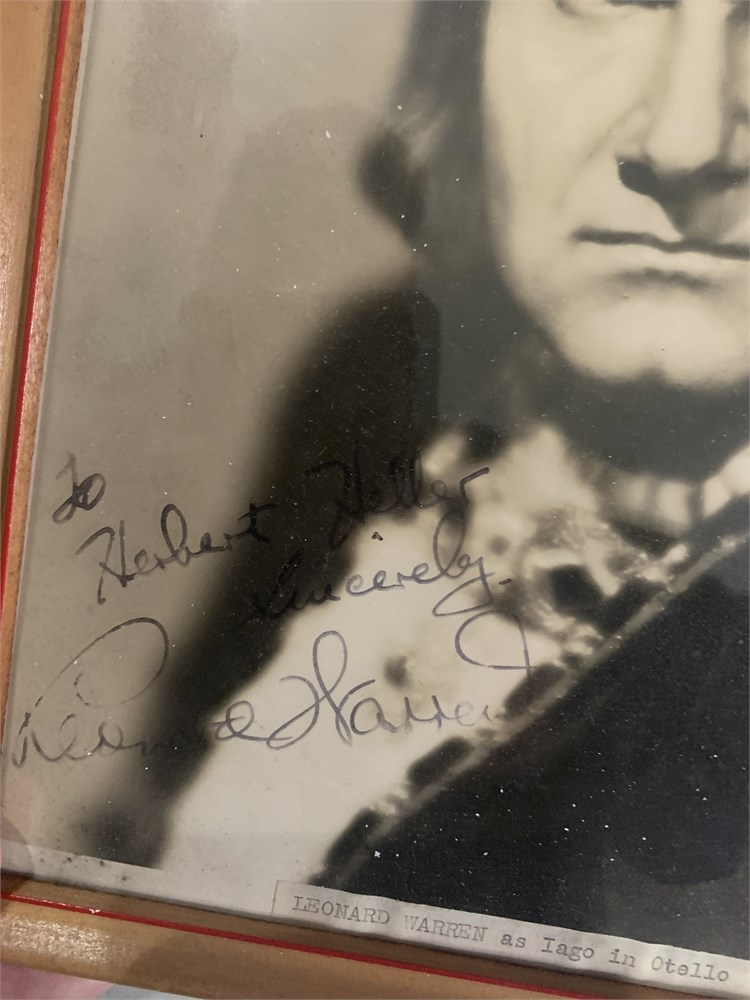 To
Herbert Heller
Sincerely,
Leonard Warren
LEONARD WARREN as Iago in Otello